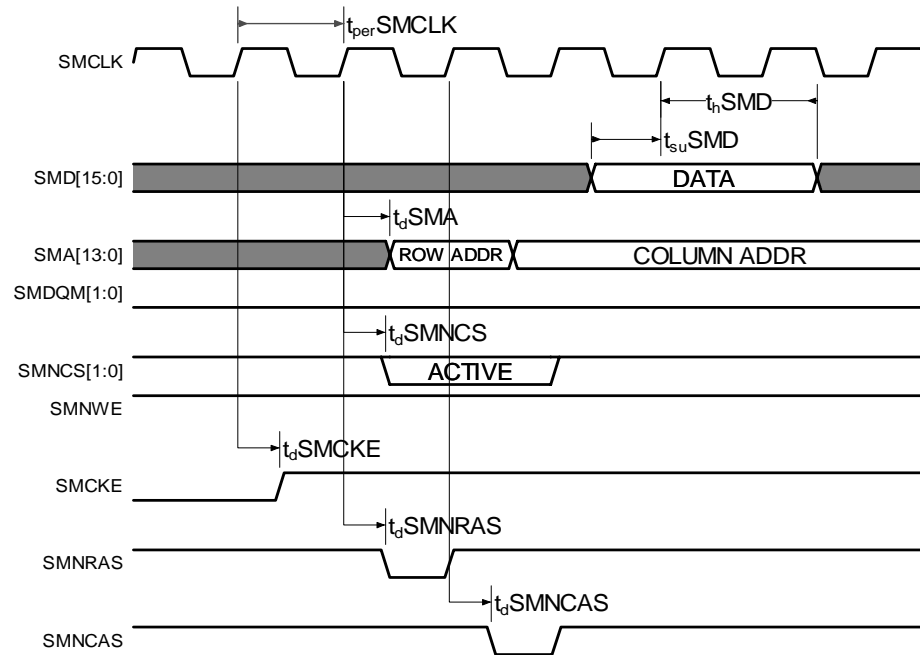 tperSMCLK
SMCLK
thSMD
tsuSMD
SMD[15:0]
DATA
tdSMA
SMA[13:0]
ROW ADDR
COLUMN ADDR
SMDQM[1:0]
tdSMNCS
SMNCS[1:0]
ACTIVE
SMNWE
tdSMCKE
SMCKE
tdSMNRAS
SMNRAS
tdSMNCAS
SMNCAS